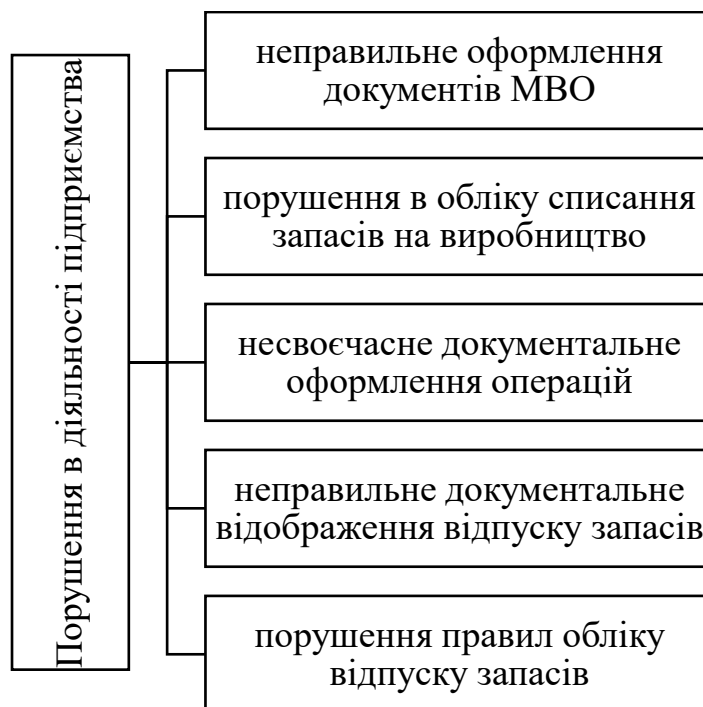 Порушення в діяльності підприємства
неправильне оформлення
документів МВО
порушення в обліку списання
запасів на виробництво
несвоєчасне документальне
оформлення операцій
неправильне документальне
відображення відпуску запасів
порушення правил обліку
відпуску запасів